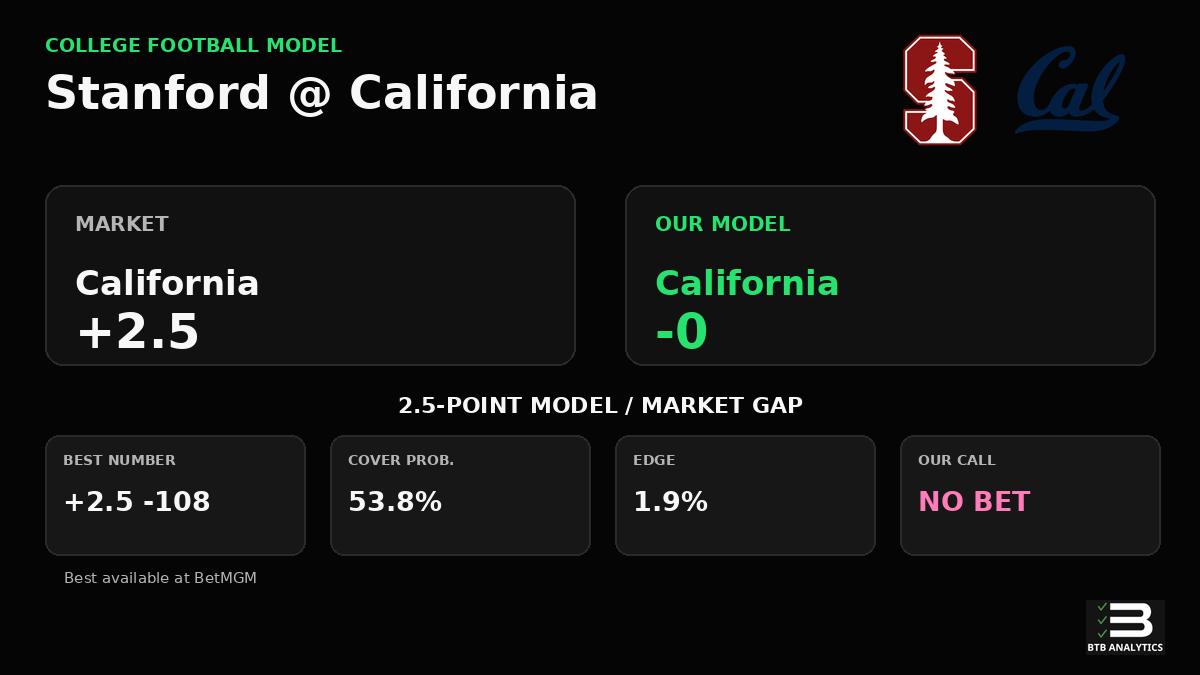 COLLEGE FOOTBALL MODEL
Stanford @ California
S
Cal
MARKET
California
+2.5
OUR MODEL
California
-0
2.5-POINT MODEL / MARKET GAP
BEST NUMBER
+2.5 -108
COVER PROB.
53.8%
EDGE
1.9%
OUR CALL
NO BET
Best available at BetMGM
B
BTB ANALYTICS